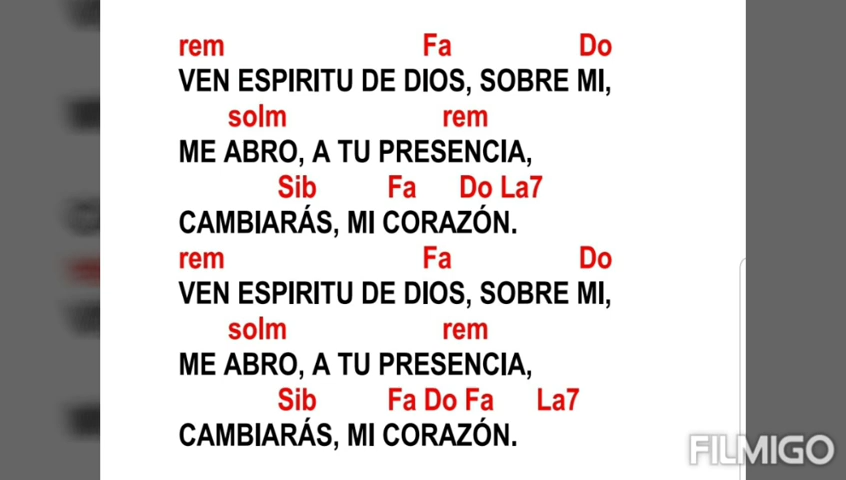 rem Fa Do
VEN ESPIRITU DE DIOS, SOBRE MI,
solm rem
ME ABRO, A TU PRESENCIA,
Sib Fa Do La7
CAMBIARÁS, MI CORAZÓN.
rem Fa Do
VEN ESPIRITU DE DIOS, SOBRE MI,
solm rem
ME ABRO, A TU PRESENCIA,
Sib Fa Do Fa La7
CAMBIARÁS, MI CORAZÓN.
FILMIGO